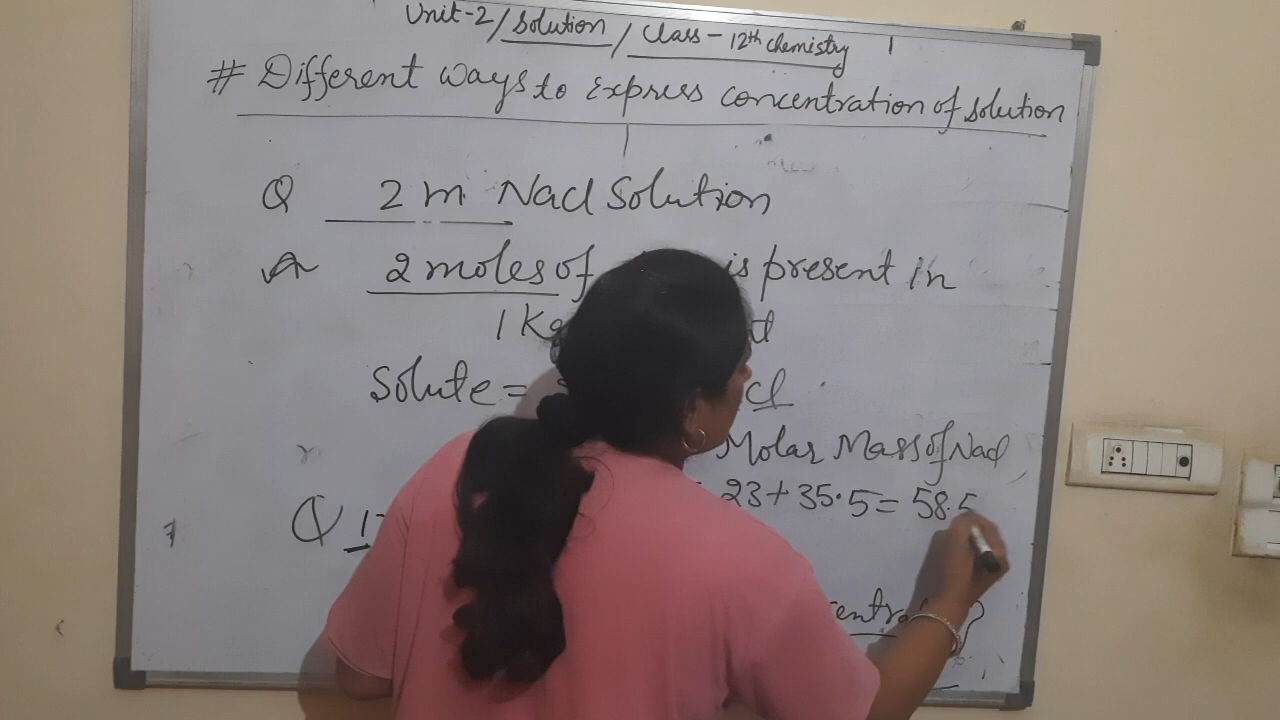 Unit-2/Solution/Class-12th chemistry
# Different ways to Express concentration of solution
Q 2 m NaCl Solution
A 2 moles of is present in
1 Kg
Solute = Cl
Molar Mass of NaCl
= 23+35.5= 58.5
Q 1